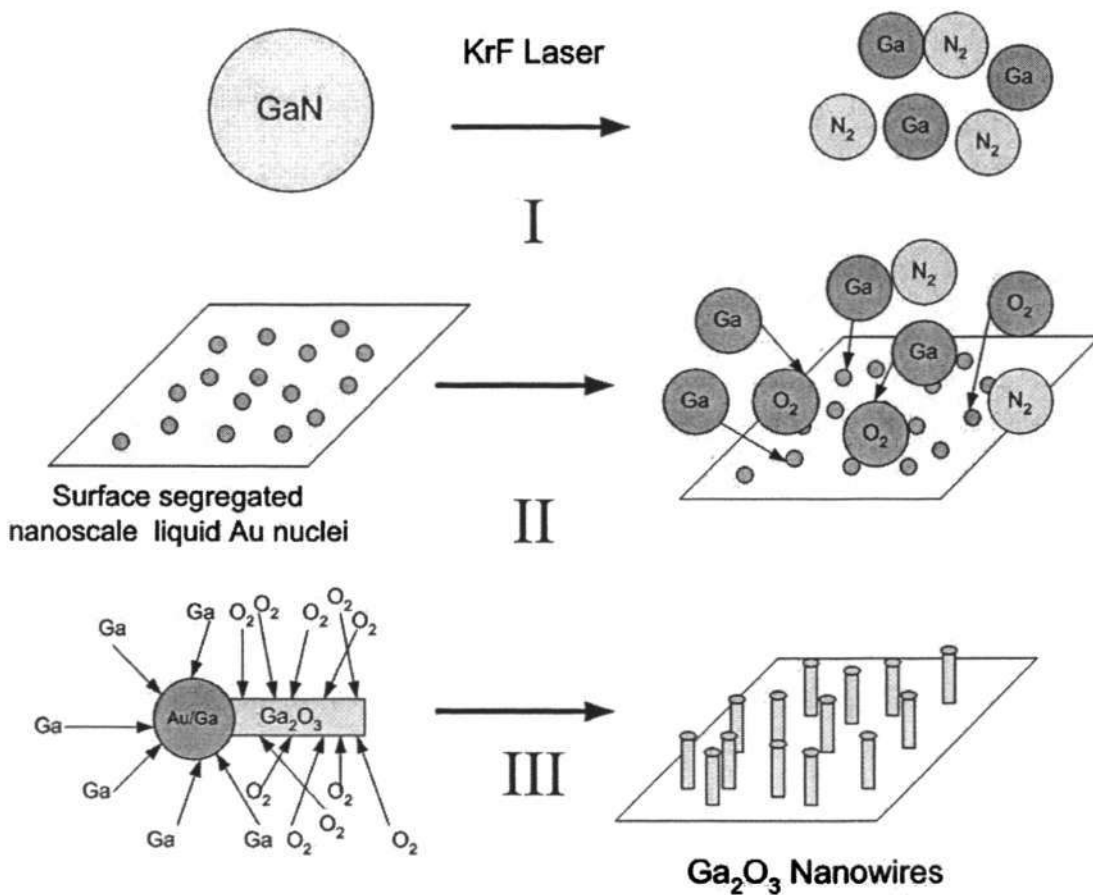 KrF Laser
GaN
Ga
N₂
Ga
N₂
Ga
N₂
I
Ga
N₂
O₂
Ga
Ga
Ga
O₂
O₂
N₂
Surface segregated
nanoscale liquid Au nuclei
II
Ga
Ga
O₂
O₂
O₂
O₂
O₂
Ga
Au/Ga
Ga₂O₃
Ga
Ga
Ga
O₂
O₂
O₂
O₂
O₂
III
Ga₂O₃ Nanowires